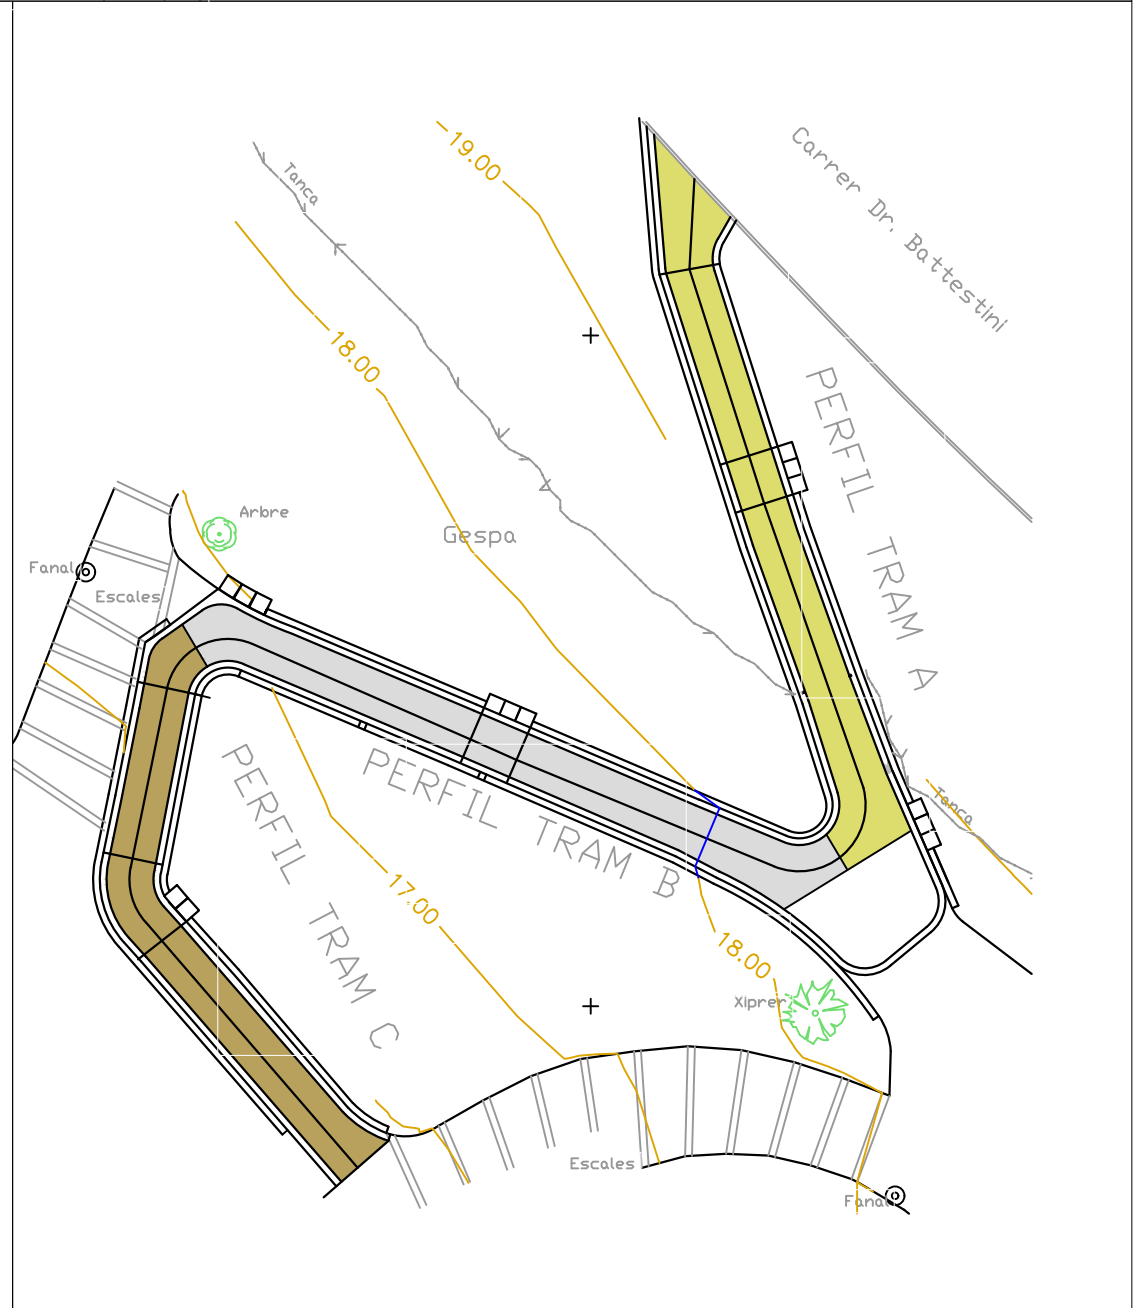 -19.00
Carrer Dr. Battestini
Tanca
18.00
PERFIL TRAM A
Arbre
Gespa
Fanal
Escales
PERFIL TRAM B
PERFIL TRAM C
Tanca
17.00
18.00
Xiprer
Escales
Fanal